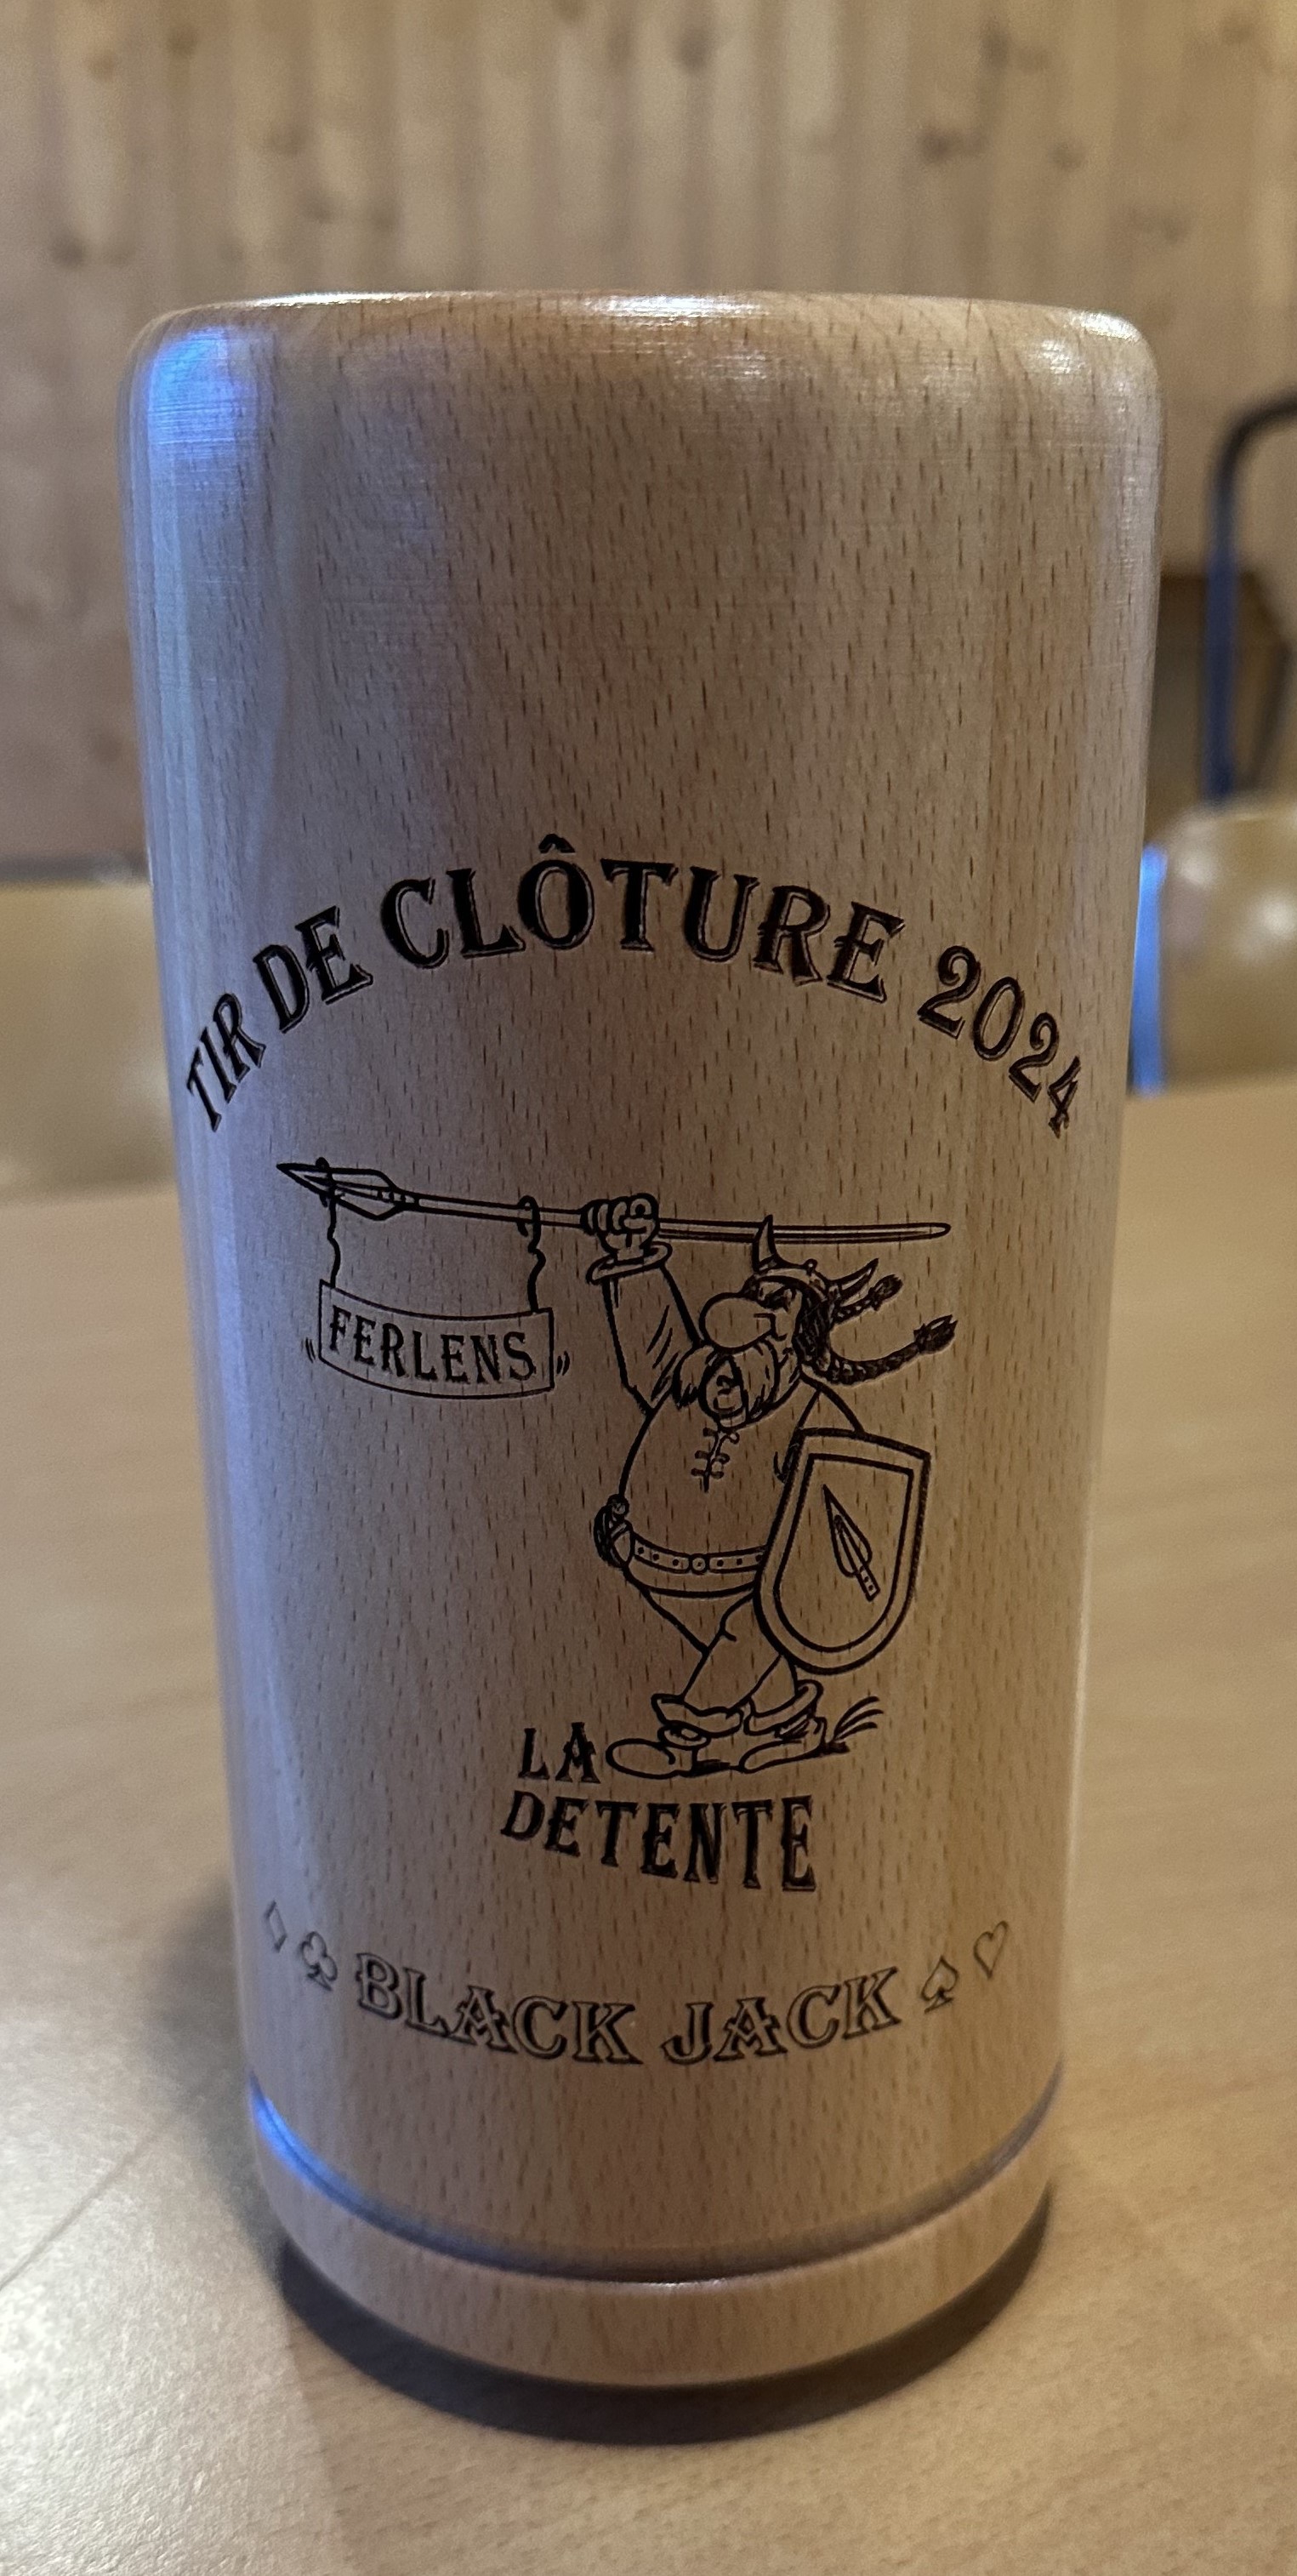 TIR DE CLÔTURE 2024
FERLENS
LA
DETENTE
♢♧ BLACK JACK ♤♡